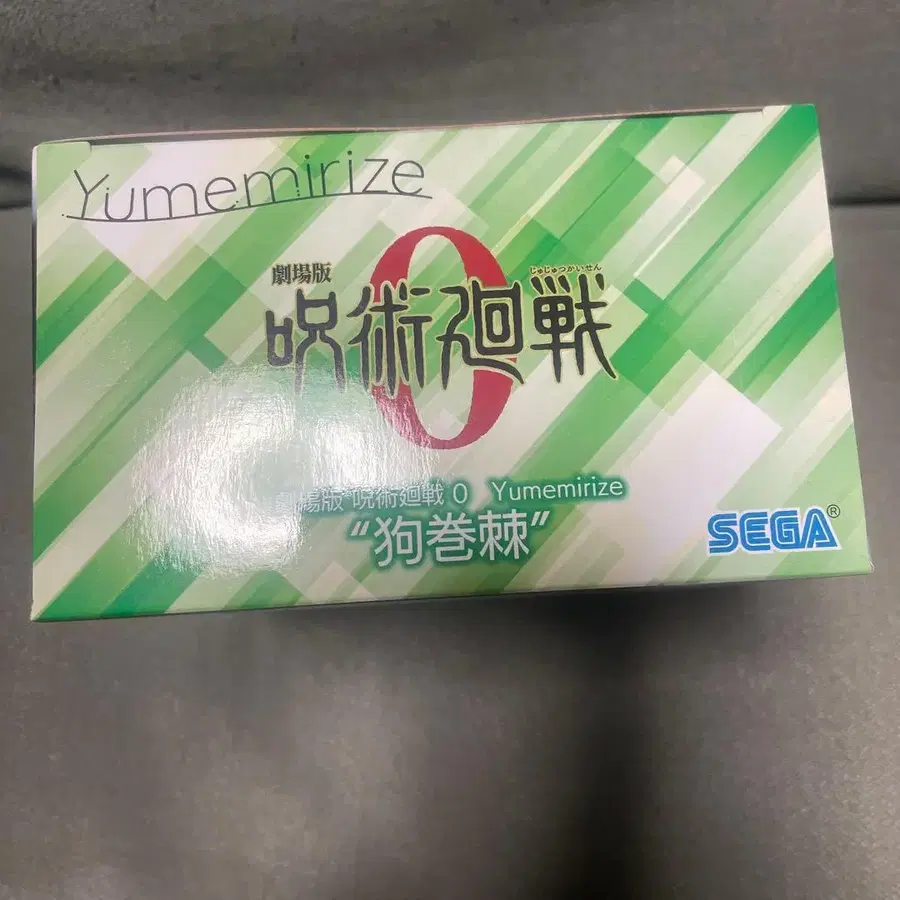 Yumemirize
劇場版
じゅじゅつかいせん
呪術廻戦
0
劇場版 呪術廻戦 0 Yumemirize
“狗巻棘”
SEGA®